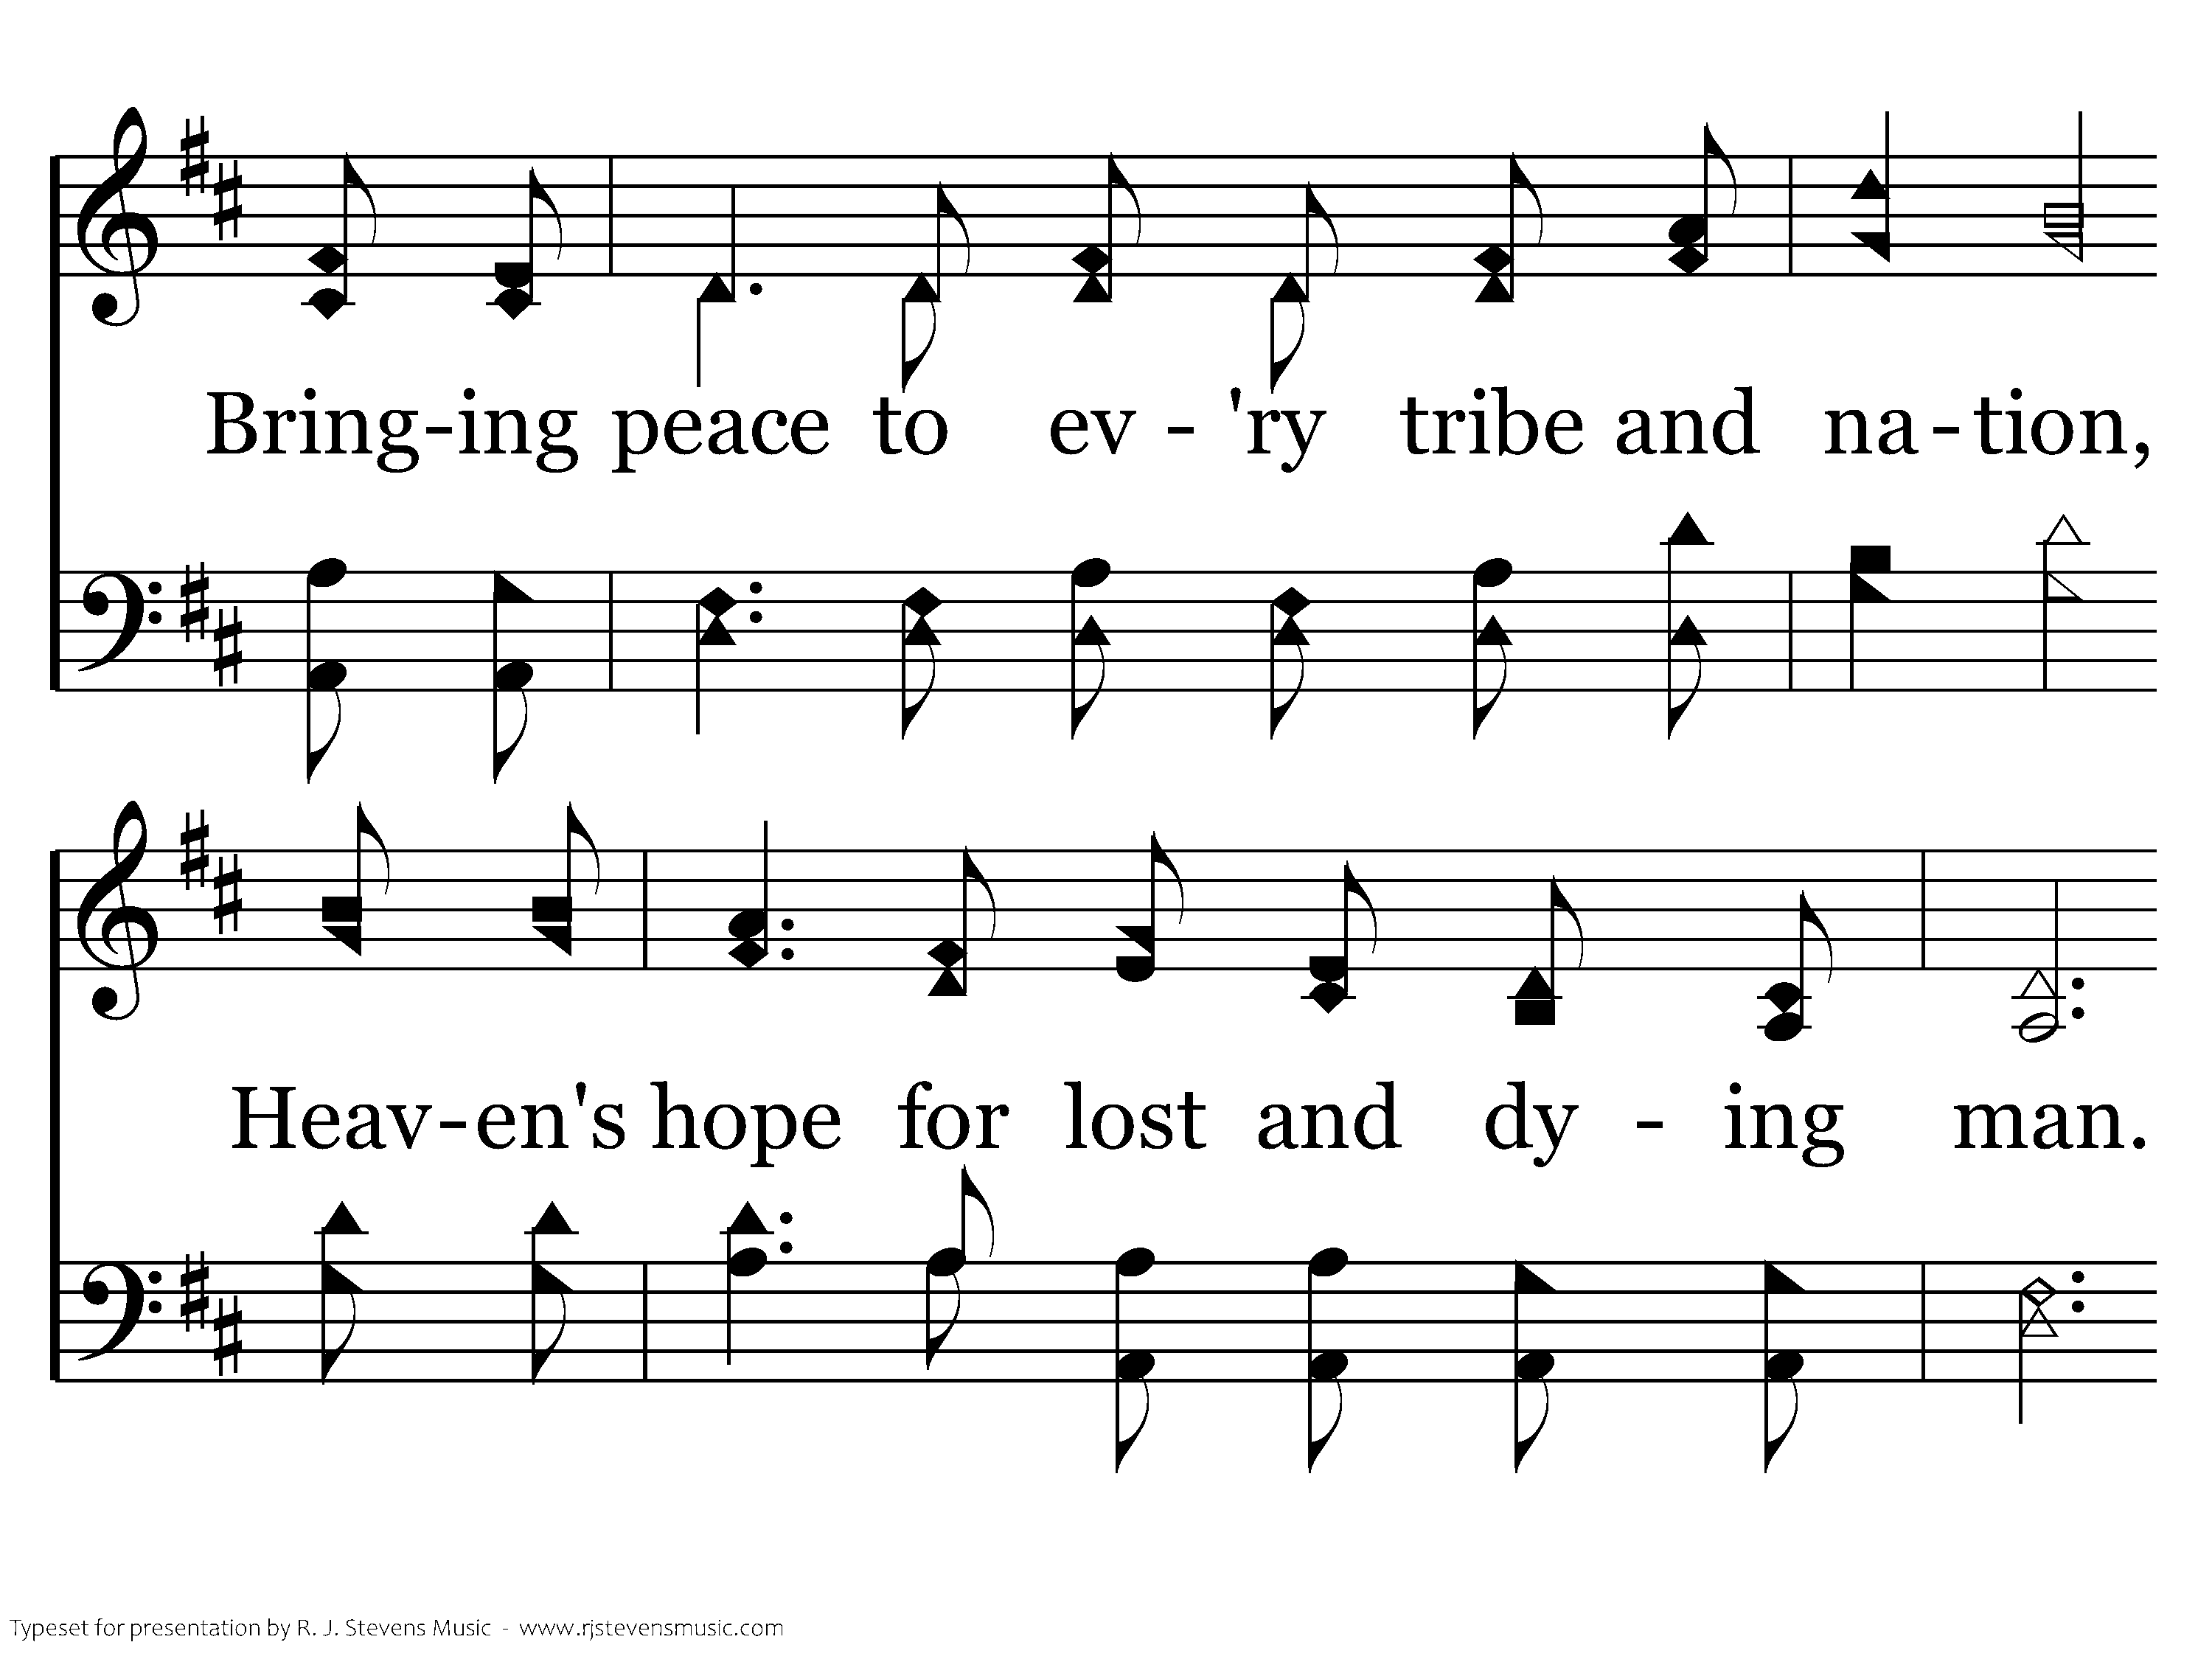 Bring-ing peace to ev - 'ry tribe and na-tion,
Heav-en's hope for lost and dy - ing man.
Typeset for presentation by R. J. Stevens Music - www.rjstevensmusic.com